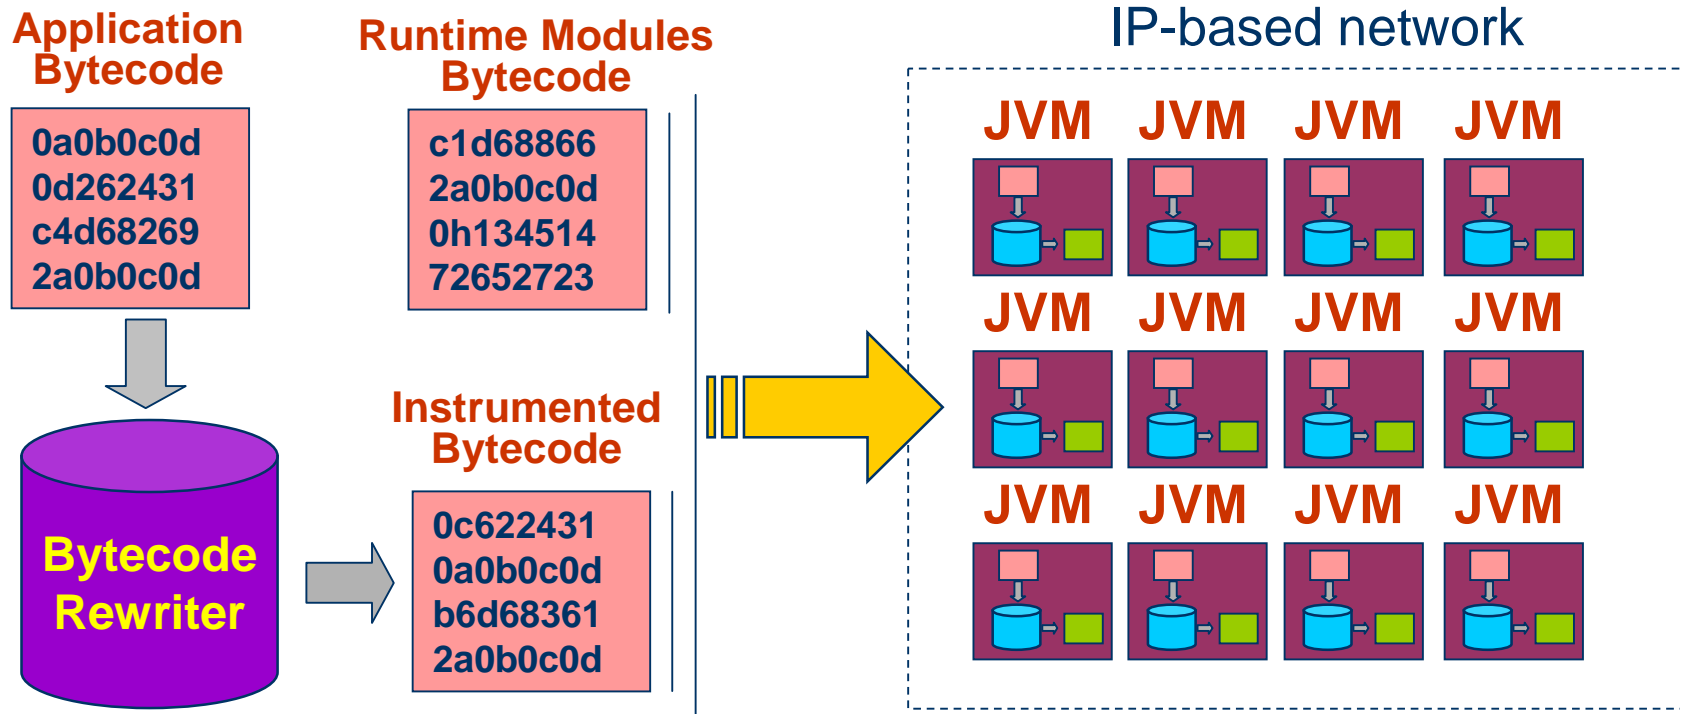 Application
Bytecode
0a0b0c0d
0d262431
c4d68269
2a0b0c0d
Bytecode
Rewriter
Runtime Modules
Bytecode
c1d68866
2a0b0c0d
0h134514
72652723
Instrumented
Bytecode
0c622431
0a0b0c0d
b6d68361
2a0b0c0d
IP-based network
JVM JVM JVM JVM
JVM JVM JVM JVM
JVM JVM JVM JVM